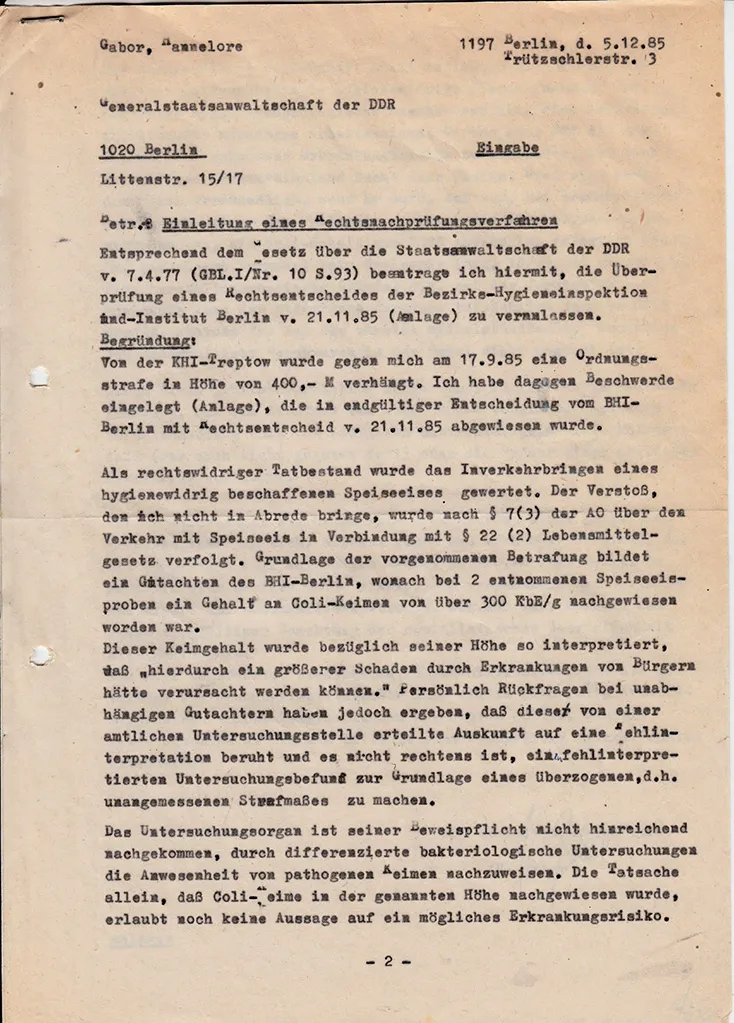 Gabor, Hannelore 1197 Berlin, d. 5.12.85
Trützschlerstr. 3
Generalstaatsanwaltschaft der DDR
1020 Berlin Eingabe
Littenstr. 15/17
Betr.: Einleitung eines Rechtsnachprüfungsverfahren
Entsprechend dem Gesetz über die Staatsanwaltschaft der DDR
v. 7.4.77 (GBL.I/Nr. 10 S.93) beantrage ich hiermit, die Über-
prüfung eines Rechtsentscheides der Bezirks-Hygieneinspektion
und-Institut Berlin v. 21.11.85 (Anlage) zu veranlassen.
Begründung:
Von der KHI-Treptow wurde gegen mich am 17.9.85 eine Ordnungs-
strafe in Höhe von 400,- M verhängt. Ich habe dagegen Beschwerde
eingelegt (Anlage), die in endgültiger Entscheidung vom BHI-
Berlin mit Rechtsentscheid v. 21.11.85 abgewiesen wurde.
Als rechtswidriger Tatbestand wurde das Inverkehrbringen eines
hygienewidrig beschaffenen Speiseeises gewertet. Der Verstoß,
den ich nicht in Abrede bringe, wurde nach § 7(3) der AO über den
Verkehr mit Speiseeis in Verbindung mit § 22 (2) Lebensmittel-
gesetz verfolgt. Grundlage der vorgenommenen Betrafung bildet
ein Gutachten des BHI-Berlin, wonach bei 2 entnommenen Speiseeis-
proben ein Gehalt an Coli-Keimen von über 300 KbE/g nachgewiesen
worden war.
Dieser Keimgehalt wurde bezüglich seiner Höhe so interpretiert,
daß „hierdurch ein größerer Schaden durch Erkrankungen von Bürgern
hätte verursacht werden können." Persönlich Rückfragen bei unab-
hängigen Gutachtern haben jedoch ergeben, daß dieser von einer
amtlichen Untersuchungsstelle erteilte Auskunft auf eine Fehlin-
terpretation beruht und es nicht rechtens ist, ein fehlinterpre-
tierten Untersuchungsbefund zur Grundlage eines überzogenen,d.h.
unangemessenen Strafmaßes zu machen.
Das Untersuchungsorgan ist seiner Beweispflicht nicht hinreichend
nachgekommen, durch differenzierte bakteriologische Untersuchungen
die Anwesenheit von pathogenen Keimen nachzuweisen. Die Tatsache
allein, daß Coli-Keime in der genannten Höhe nachgewiesen wurde,
erlaubt noch keine Aussage auf ein mögliches Erkrankungsrisiko.
- 2 -